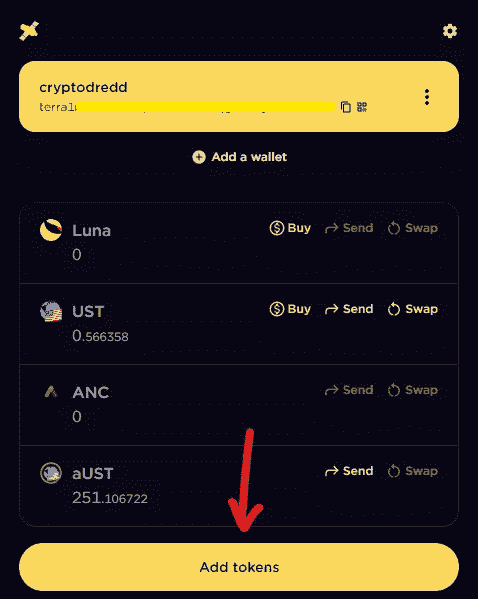 cryptodredd
terra1
Add a wallet
Luna
Buy Send Swap
0
UST
Buy Send Swap
0.566358
ANC
Send Swap
0
aUST
Send Swap
251.106722
Add tokens